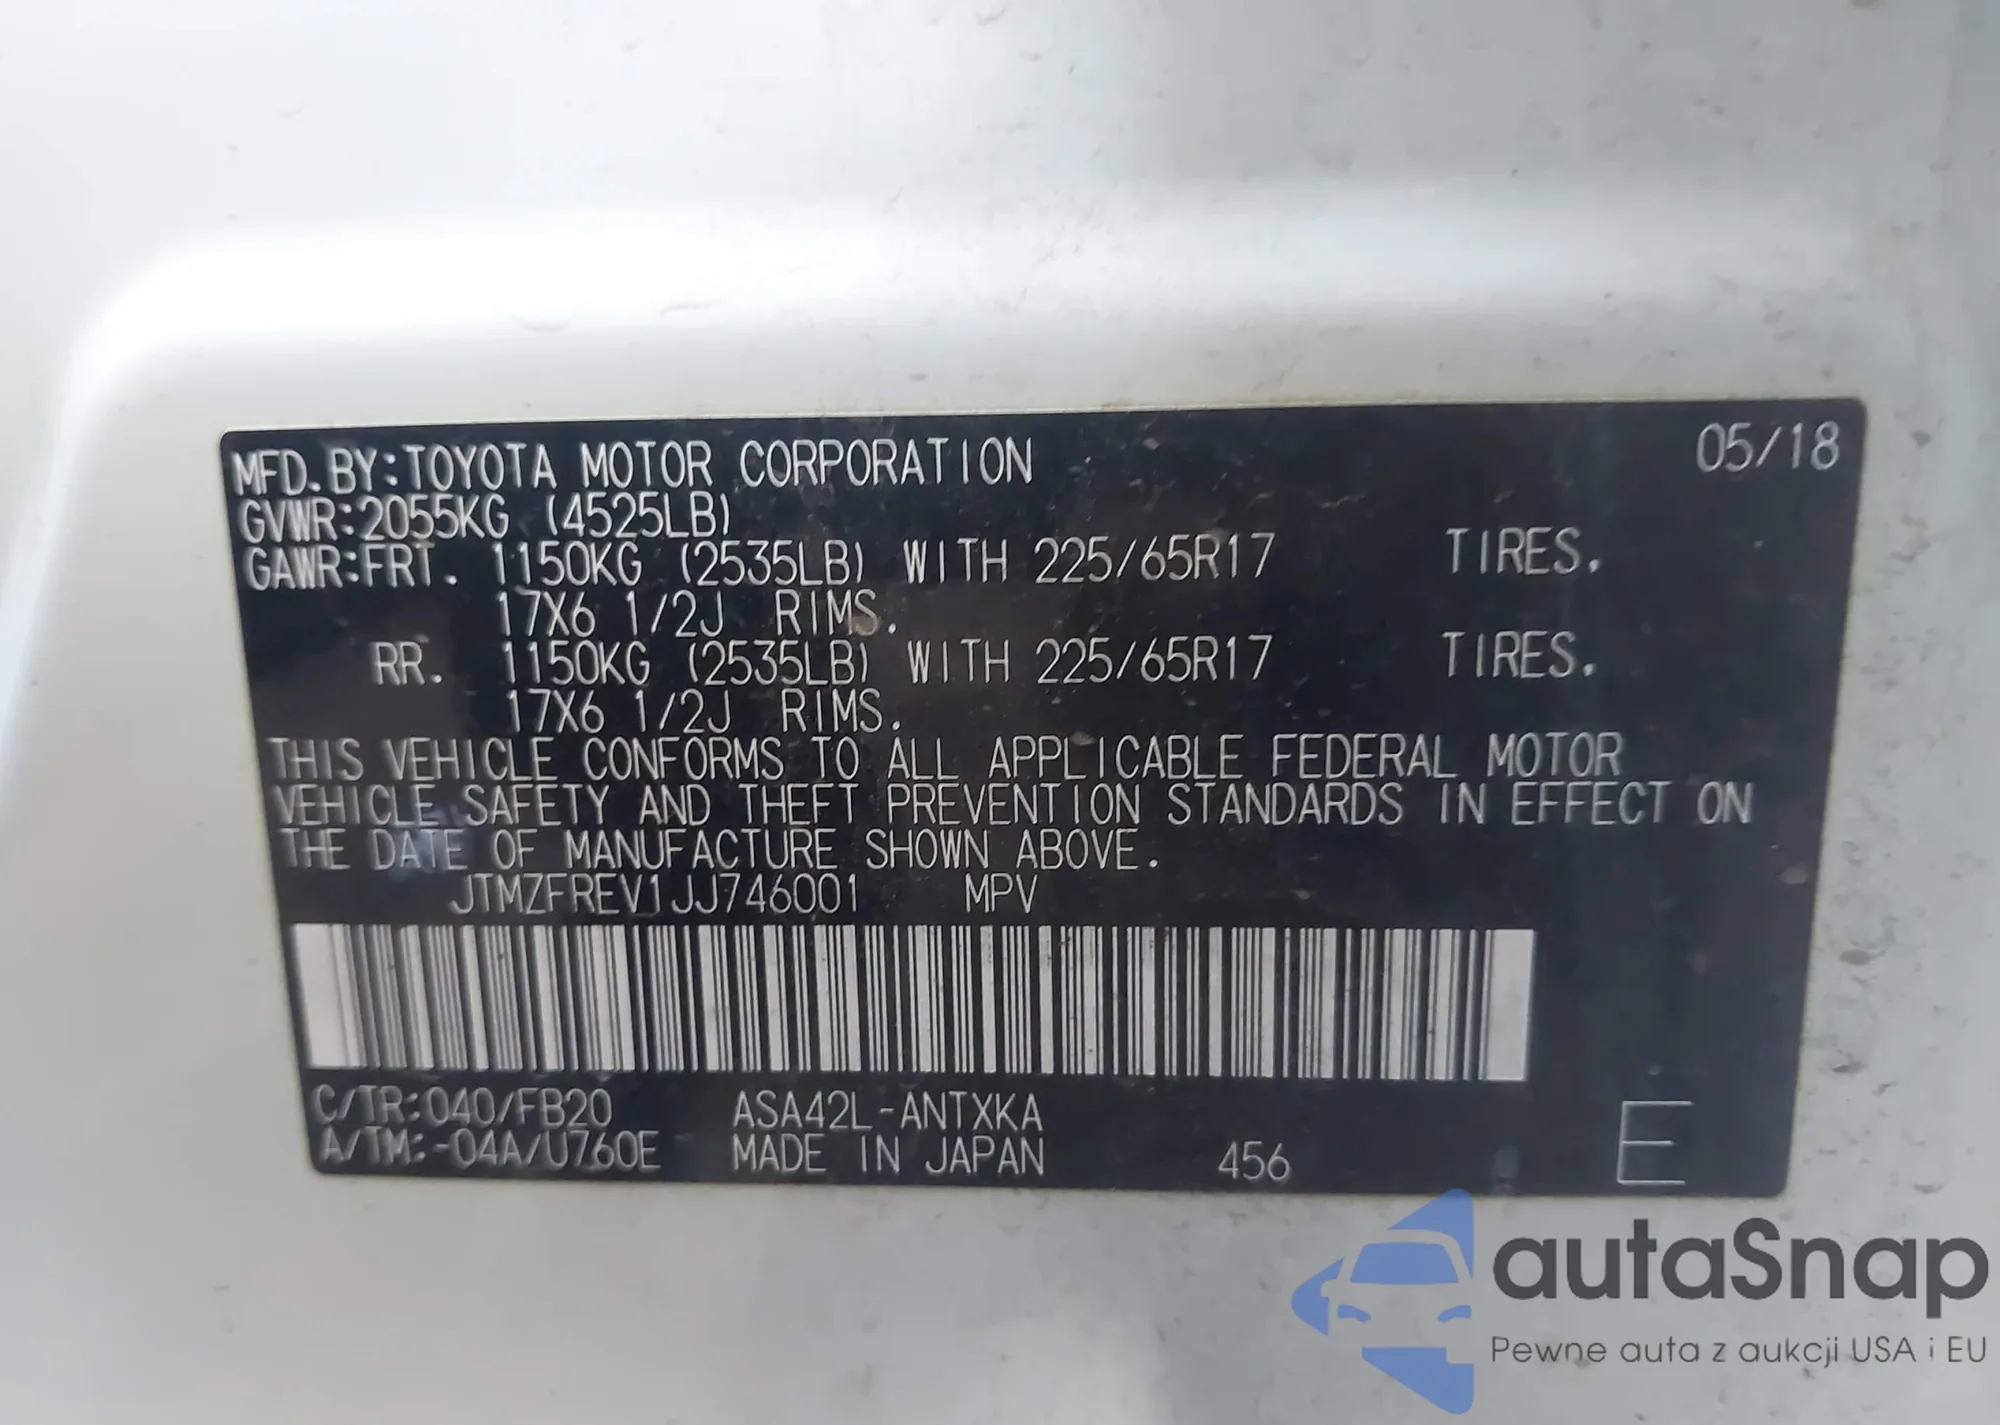 MFD.BY:TOYOTA MOTOR CORPORATION 05/18
GVWR:2055KG (4525LB)
GAWR:FRT. 1150KG (2535LB) WITH 225/65R17 TIRES.
17X6 1/2J RIMS.
RR. 1150KG (2535LB) WITH 225/65R17 TIRES.
17X6 1/2J RIMS.
THIS VEHICLE CONFORMS TO ALL APPLICABLE FEDERAL MOTOR
VEHICLE SAFETY AND THEFT PREVENTION STANDARDS IN EFFECT ON
THE DATE OF MANUFACTURE SHOWN ABOVE.
JTMZFREV1JJ746001 MPV
C/TR:040/FB20 ASA42L-ANTXKA
A/TM:-04A/U760E MADE IN JAPAN 456 E
autaSnap
Pewne auta z aukcji USA i EU